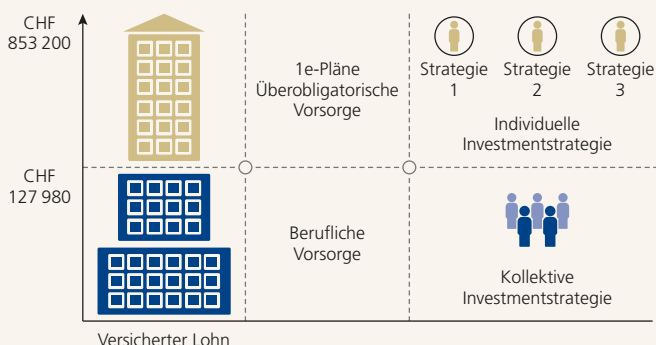 CHF
853 200
1e-Pläne
Überobligatorische
Vorsorge
Strategie
1
Strategie
2
Strategie
3
Individuelle
Investmentstrategie
CHF
127 980
Berufliche
Vorsorge
Kollektive
Investmentstrategie
Versicherter Lohn